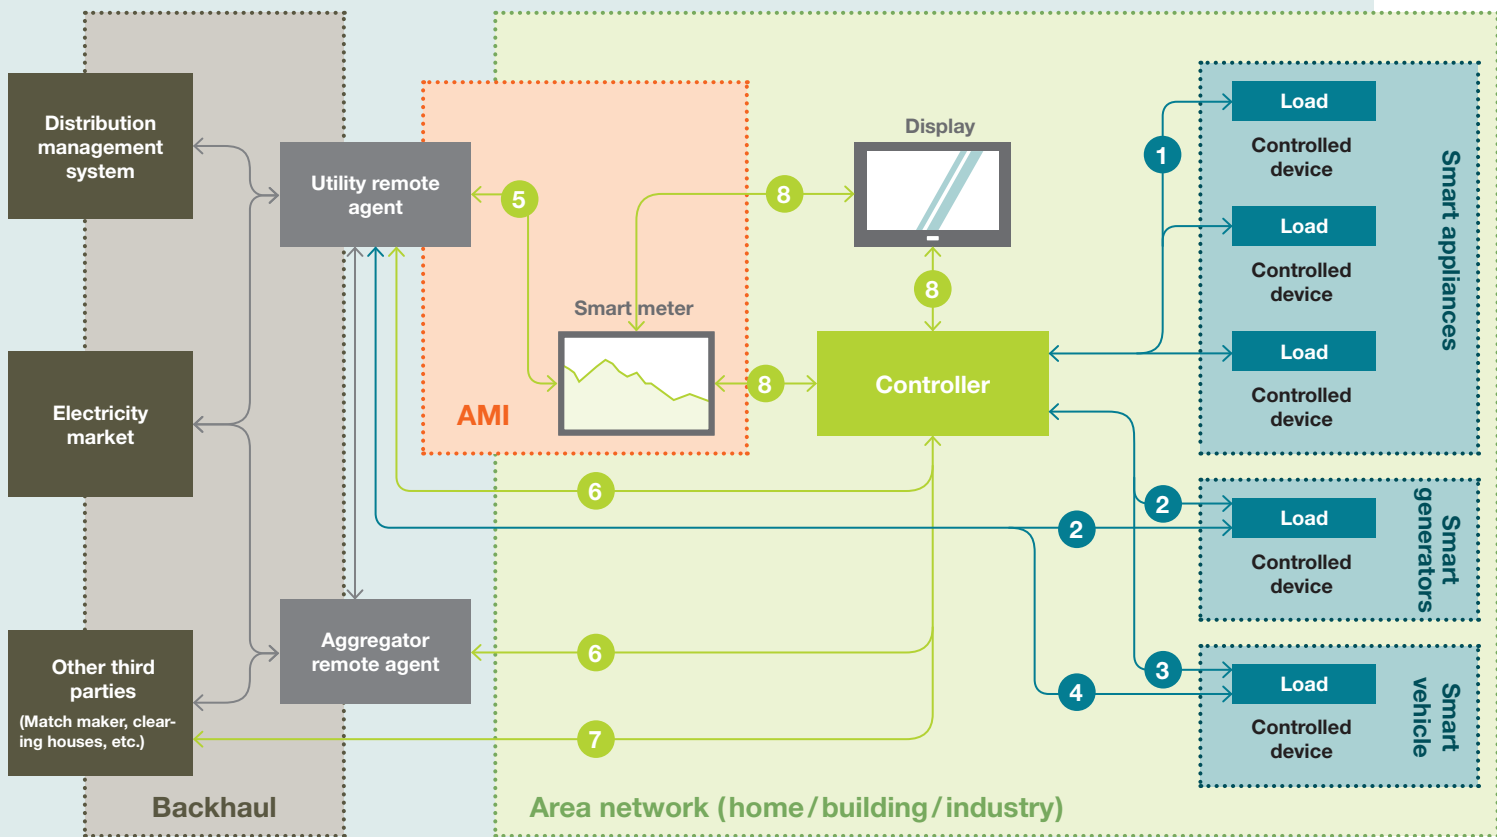 Distribution
management
system
Electricity
market
Other third
parties
(Match maker, clear-
ing houses, etc.)
Backhaul
Utility remote
agent
Aggregator
remote agent
5
AMI
Smart meter
8
Display
8
8
Controller
6
6
7
Area network (home / building / industry)
1
Load
Controlled
device
Load
Controlled
device
Load
Controlled
device
Smart appliances
2
2
Load
Controlled
device
Smart
generators
3
4
Load
Controlled
device
Smart
vehicle